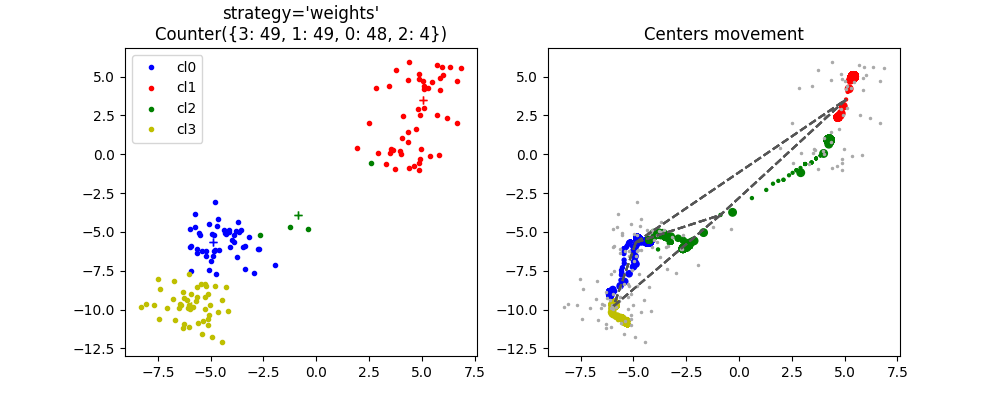 strategy='weights'
Counter({3: 49, 1: 49, 0: 48, 2: 4})
cl0
cl1
cl2
cl3
5.0
2.5
0.0
−2.5
−5.0
−7.5
−10.0
−12.5
−7.5 −5.0 −2.5 0.0 2.5 5.0 7.5
Centers movement
5.0
2.5
0.0
−2.5
−5.0
−7.5
−10.0
−12.5
−7.5 −5.0 −2.5 0.0 2.5 5.0 7.5